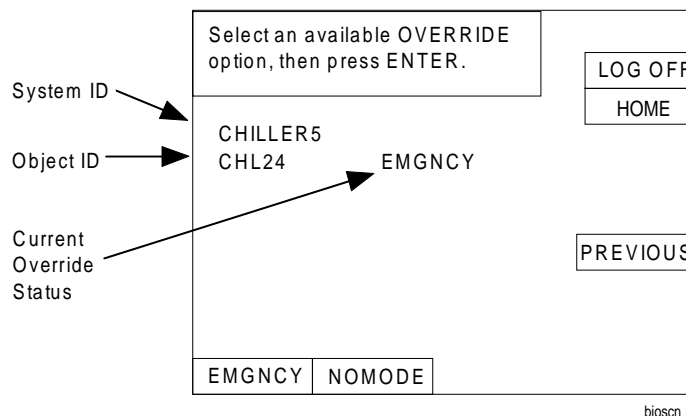 Select an available OVERRIDE
option, then press ENTER.
LOG OFF
HOME
System ID
CHILLER5
Object ID
CHL24 EMGNCY
Current
Override
Status
PREVIOUS
EMGNCY NOMODE
bioscn